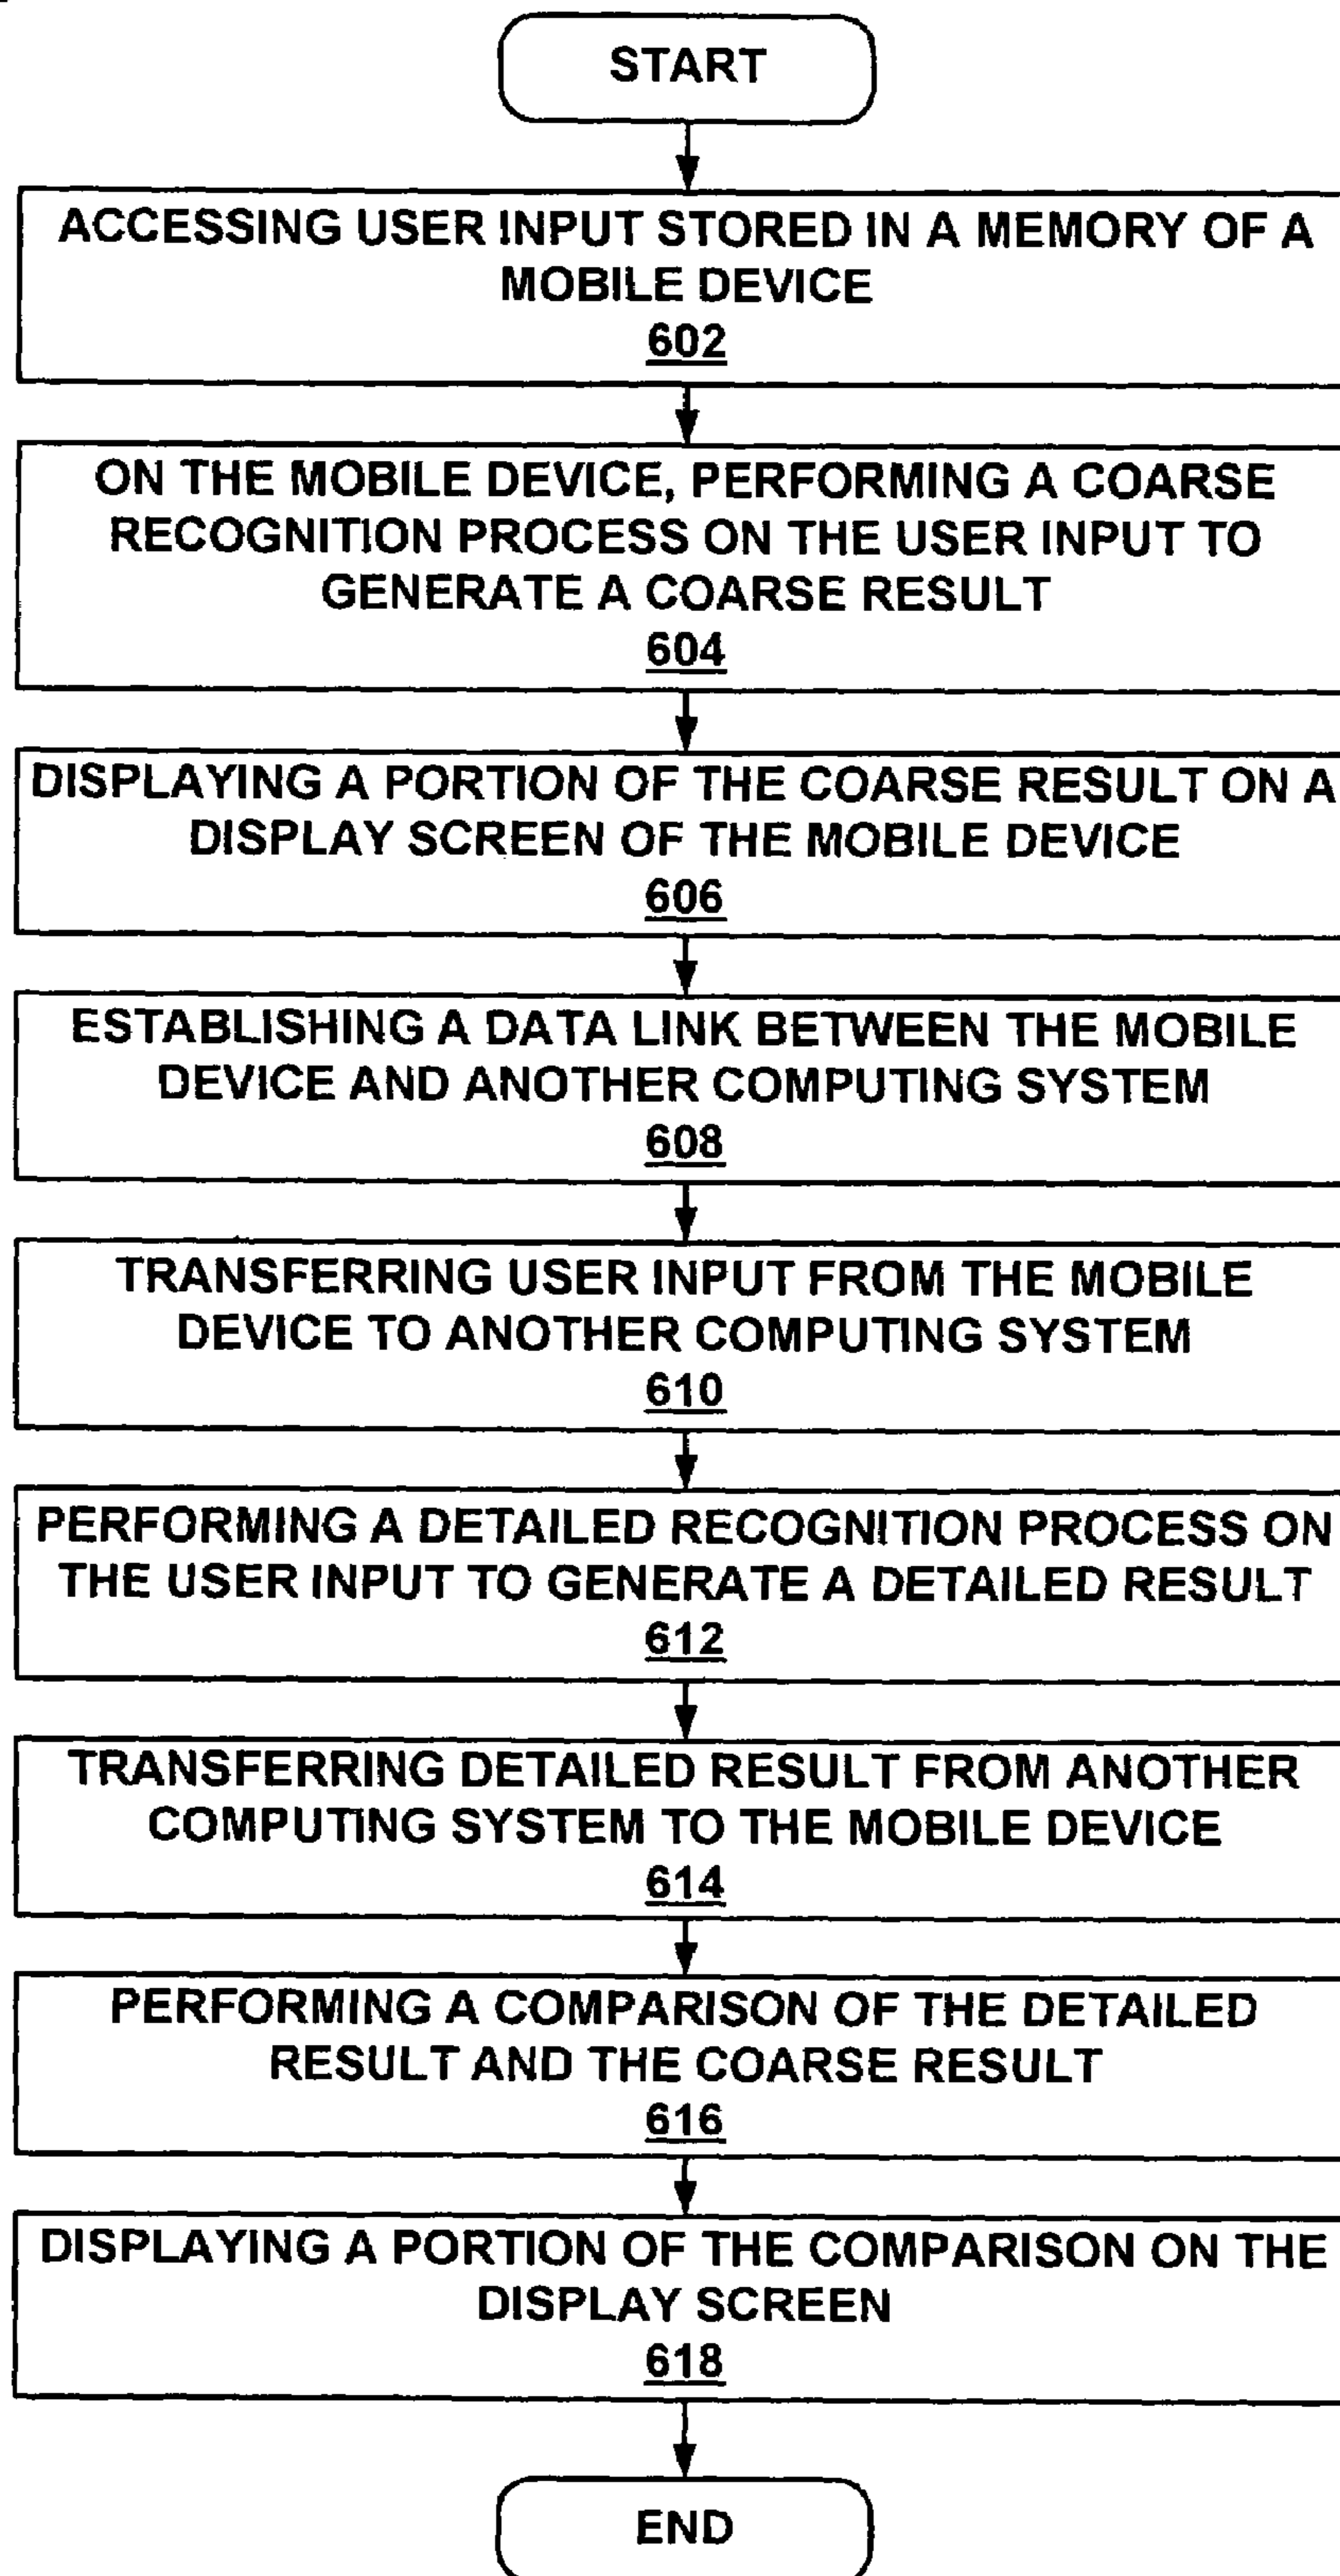 START
ACCESSING USER INPUT STORED IN A MEMORY OF A
MOBILE DEVICE
602
ON THE MOBILE DEVICE, PERFORMING A COARSE
RECOGNITION PROCESS ON THE USER INPUT TO
GENERATE A COARSE RESULT
604
DISPLAYING A PORTION OF THE COARSE RESULT ON A
DISPLAY SCREEN OF THE MOBILE DEVICE
606
ESTABLISHING A DATA LINK BETWEEN THE MOBILE
DEVICE AND ANOTHER COMPUTING SYSTEM
608
TRANSFERRING USER INPUT FROM THE MOBILE
DEVICE TO ANOTHER COMPUTING SYSTEM
610
PERFORMING A DETAILED RECOGNITION PROCESS ON
THE USER INPUT TO GENERATE A DETAILED RESULT
612
TRANSFERRING DETAILED RESULT FROM ANOTHER
COMPUTING SYSTEM TO THE MOBILE DEVICE
614
PERFORMING A COMPARISON OF THE DETAILED
RESULT AND THE COARSE RESULT
616
DISPLAYING A PORTION OF THE COMPARISON ON THE
DISPLAY SCREEN
618
END